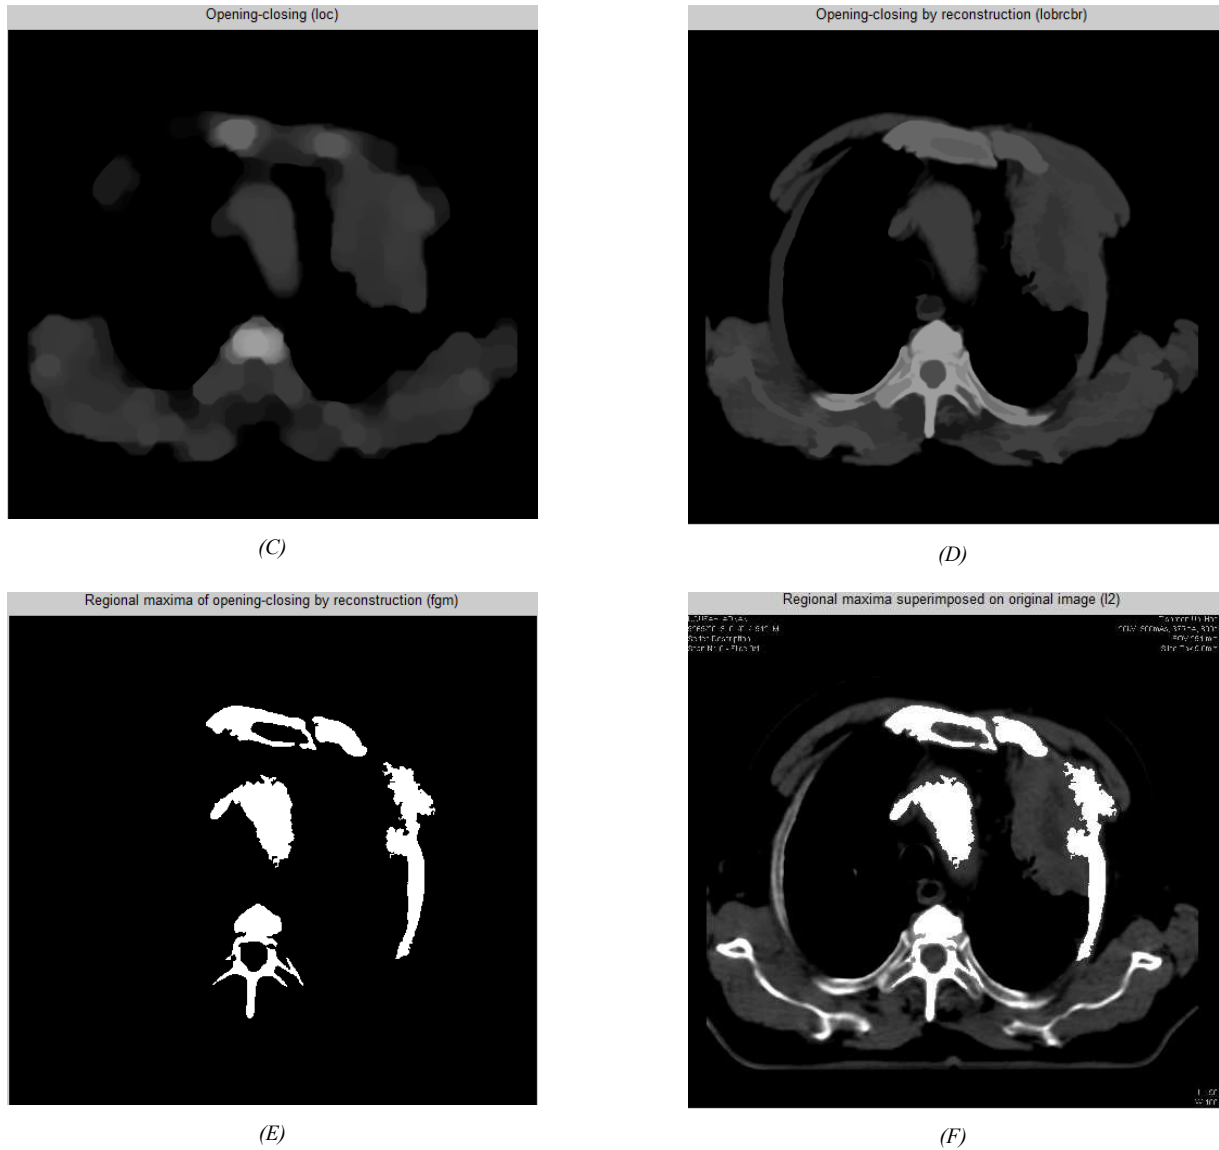 Opening-closing (Ioc)
Opening-closing by reconstruction (Iobrcbr)
(C)
(D)
Regional maxima of opening-closing by reconstruction (fgm)
Regional maxima superimposed on original image (I2)
(E)
(F)